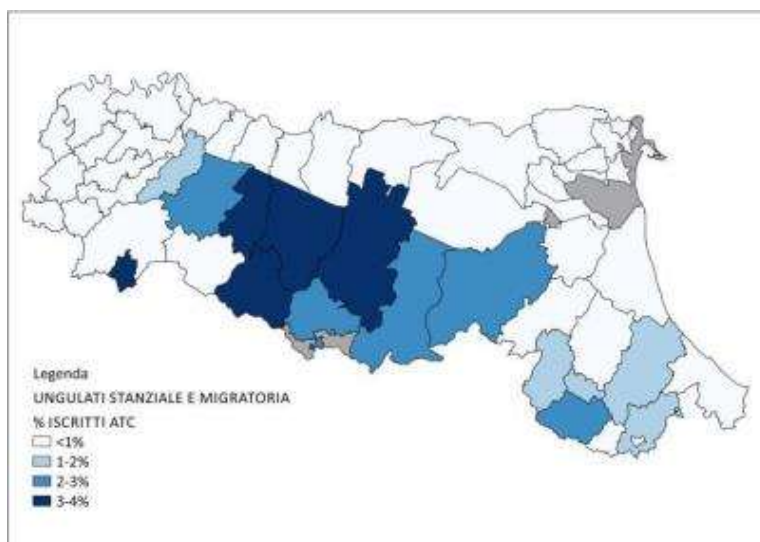 Legenda
UNGULATI STANZIALE E MIGRATORIA
% ISCRITTI ATC
<1%
1-2%
2-3%
3-4%